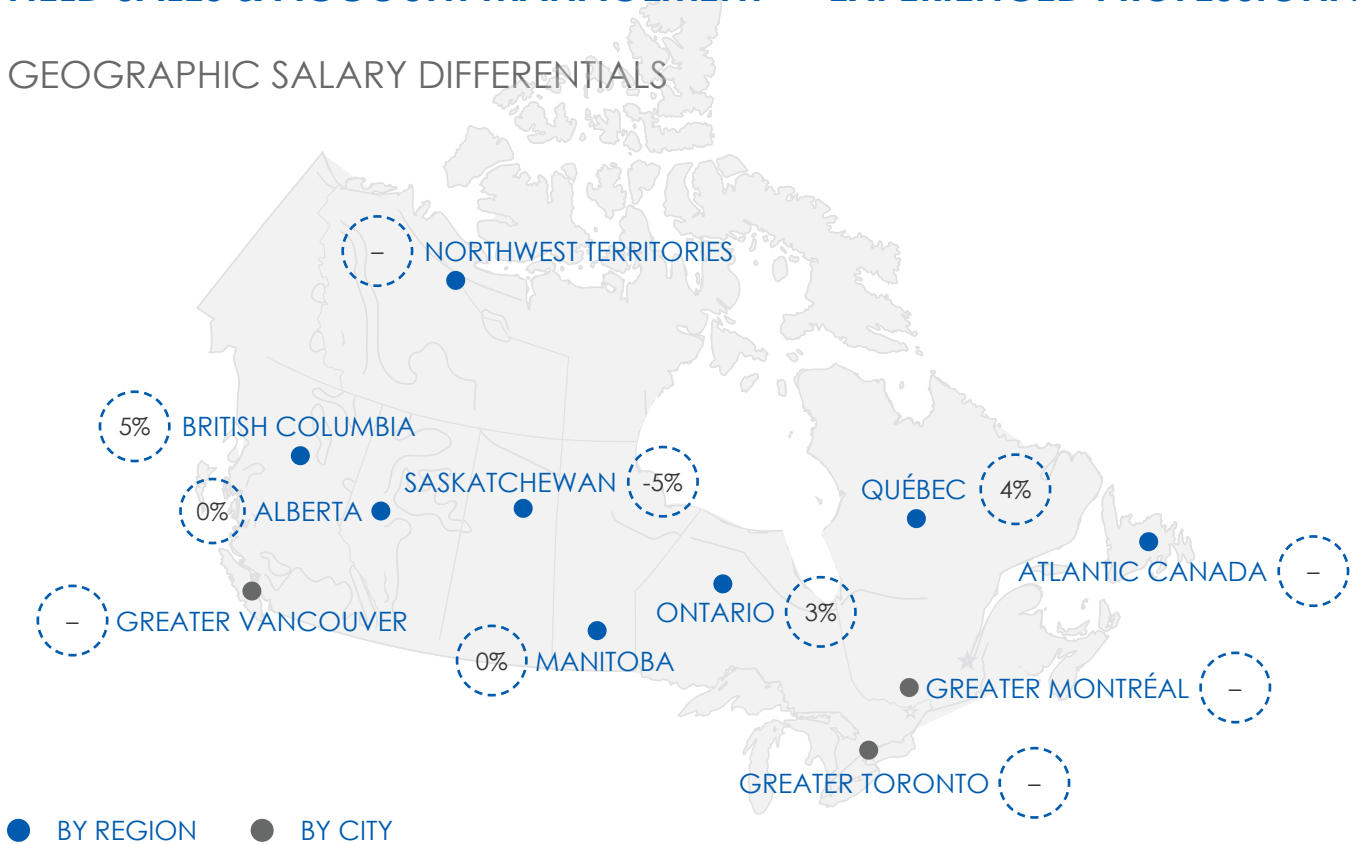 GEOGRAPHIC SALARY DIFFERENTIALS
– NORTHWEST TERRITORIES
5% BRITISH COLUMBIA
SASKATCHEWAN -5%
QUÉBEC 4%
0% ALBERTA
ATLANTIC CANADA –
– GREATER VANCOUVER
ONTARIO 3%
0% MANITOBA
GREATER MONTRÉAL –
GREATER TORONTO –
BY REGION BY CITY